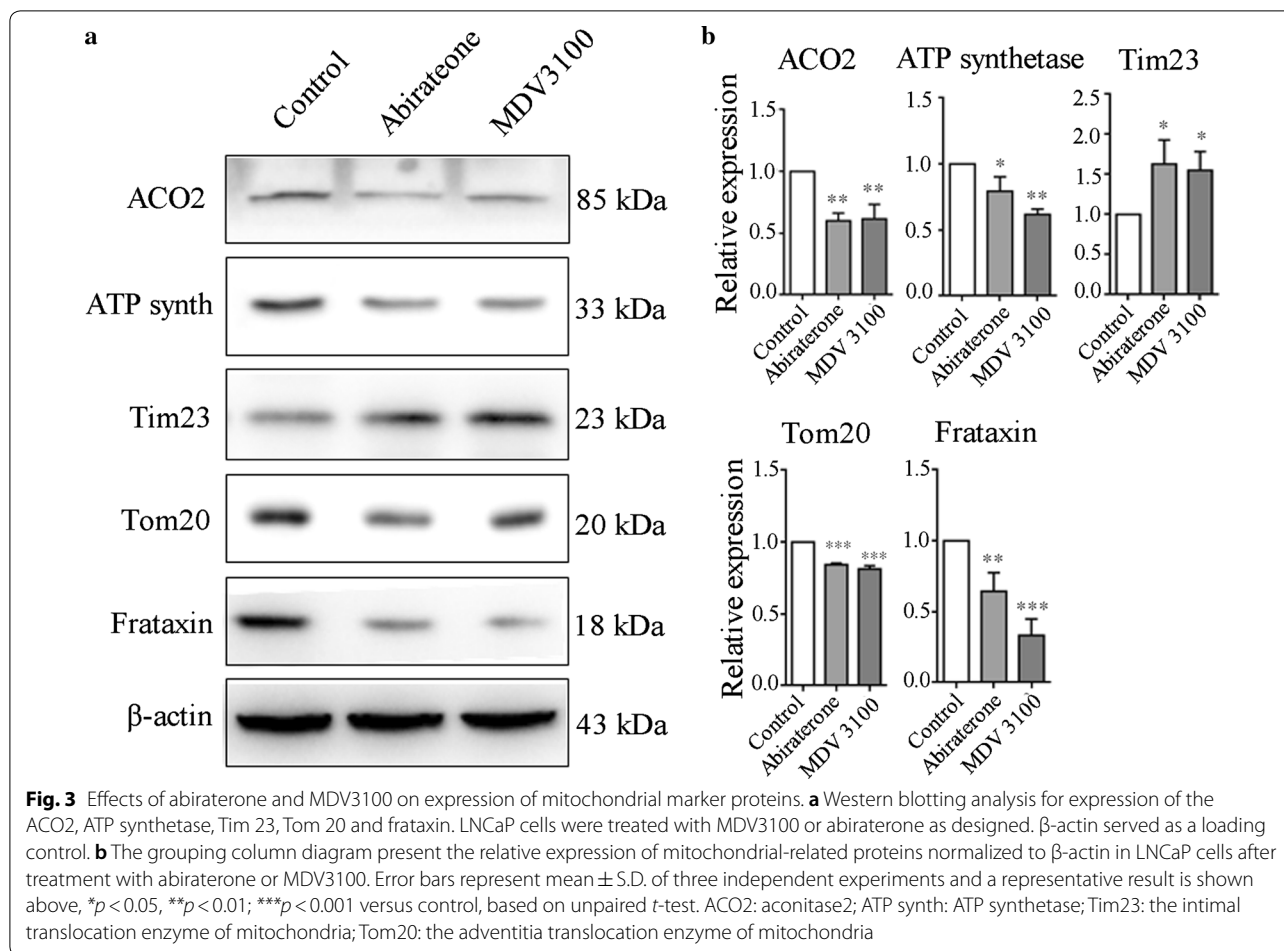 a
Control
Abirateone
MDV3100
ACO2
85 kDa
ATP synth
33 kDa
Tim23
23 kDa
Tom20
20 kDa
Frataxin
18 kDa
β-actin
43 kDa
b
ACO2
Relative expression
1.5
1.0
0.5
0.0
**
**
Control
Abiraterone
MDV 3100
ATP synthetase
1.5
1.0
0.5
0.0
*
**
Control
Abiraterone
MDV 3100
Tim23
2.5
2.0
1.5
1.0
0.5
0.0
*
*
Control
Abiraterone
MDV 3100
Tom20
Relative expression
1.5
1.0
0.5
0.0
***
***
Control
Abiraterone
MDV 3100
Frataxin
1.5
1.0
0.5
0.0
**
***
Control
Abiraterone
MDV 3100
Fig. 3 Effects of abiraterone and MDV3100 on expression of mitochondrial marker proteins. a Western blotting analysis for expression of the
ACO2, ATP synthetase, Tim 23, Tom 20 and frataxin. LNCaP cells were treated with MDV3100 or abiraterone as designed. β-actin served as a loading
control. b The grouping column diagram present the relative expression of mitochondrial-related proteins normalized to β-actin in LNCaP cells after
treatment with abiraterone or MDV3100. Error bars represent mean ± S.D. of three independent experiments and a representative result is shown
above, *p < 0.05, **p < 0.01; ***p < 0.001 versus control, based on unpaired t-test. ACO2: aconitase2; ATP synth: ATP synthetase; Tim23: the intimal
translocation enzyme of mitochondria; Tom20: the adventitia translocation enzyme of mitochondria